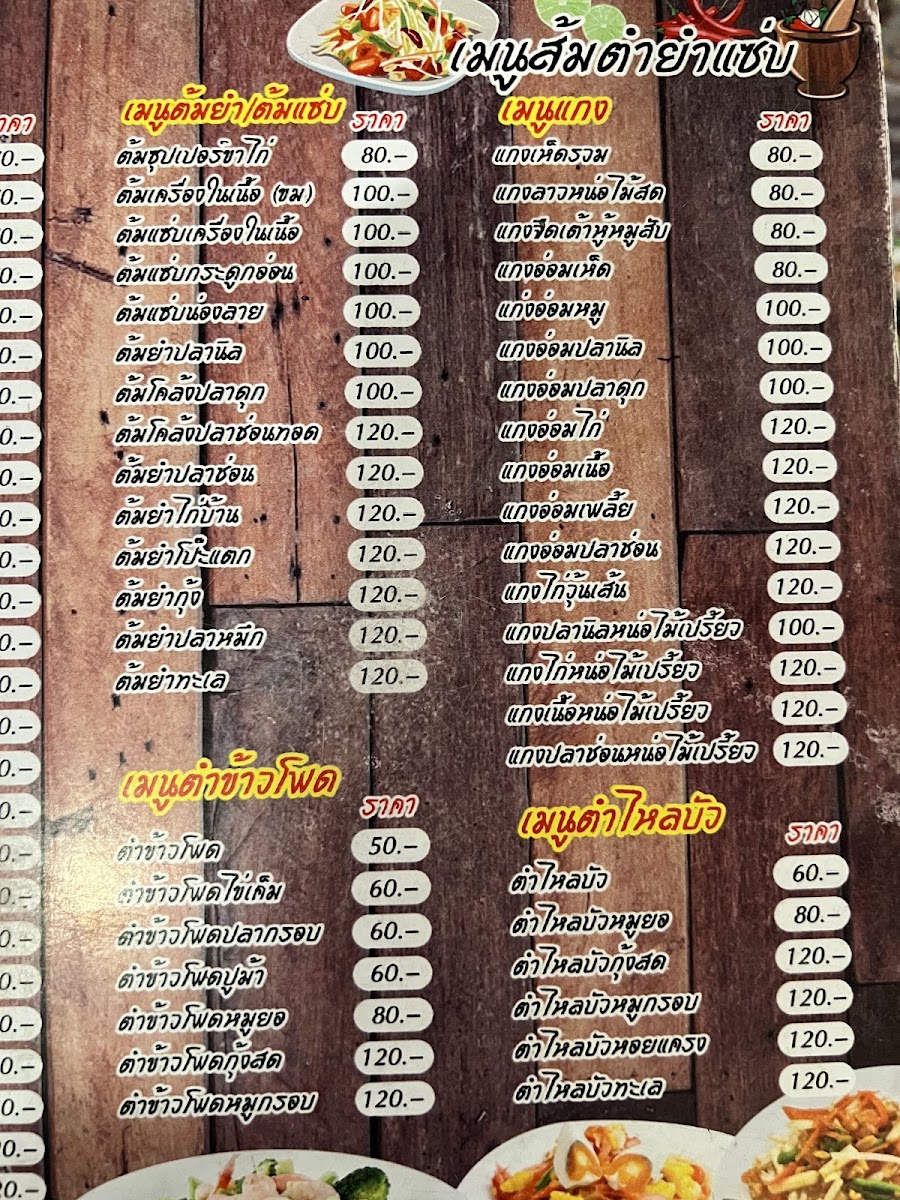 เมนูส้มตำยำแซ่บ
เมนูต้มยำ/ต้มแซ่บ ราคา
ต้มซุปเปอร์ขาไก่ 80.–
ต้มเครื่องในเนื้อ (ขม) 100.–
ต้มแซ่บเครื่องในเนื้อ 100.–
ต้มแซ่บกระดูกอ่อน 100.–
ต้มแซ่บน่องลาย 100.–
ต้มยำปลานิล 100.–
ต้มโคล้งปลาดุก 100.–
ต้มโคล้งปลาช่อนทอด 120.–
ต้มยำปลาช่อน 120.–
ต้มยำไก่บ้าน 120.–
ต้มยำโป๊ะแตก 120.–
ต้มยำกุ้ง 120.–
ต้มยำปลาหมึก 120.–
ต้มยำทะเล 120.–
เมนูตำข้าวโพด ราคา
ตำข้าวโพด 50.–
ตำข้าวโพดไข่เค็ม 60.–
ตำข้าวโพดปลากรอบ 60.–
ตำข้าวโพดปูม้า 60.–
ตำข้าวโพดหมูยอ 80.–
ตำข้าวโพดกุ้งสด 120.–
ตำข้าวโพดหมูกรอบ 120.–
เมนูแกง ราคา
แกงเห็ดรวม 80.–
แกงลาวหน่อไม้สด 80.–
แกงจืดเต้าหู้หมูสับ 80.–
แกงอ่อมเห็ด 80.–
แก่งอ่อมหมู 100.–
แกงอ่อมปลานิล 100.–
แกงอ่อมปลาดุก 100.–
แกงอ่อมไก่ 120.–
แกงอ่อมเนื้อ 120.–
แกงอ่อมเพลี้ย 120.–
แกงอ่อมปลาช่อน 120.–
แกงไก่วุ้นเส้น 120.–
แกงปลานิลหน่อไม้เปรี้ยว 100.–
แกงไก่หน่อไม้เปรี้ยว 120.–
แกงเนื้อหน่อไม้เปรี้ยว 120.–
แกงปลาช่อนหน่อไม้เปรี้ยว 120.–
เมนูตำไหลบัว ราคา
ตำไหลบัว 60.–
ตำไหลบัวหมูยอ 80.–
ตำไหลบัวกุ้งสด 120.–
ตำไหลบัวหมูกรอบ 120.–
ตำไหลบัวหอยแครง 120.–
ตำไหลบัวทะเล 120.–